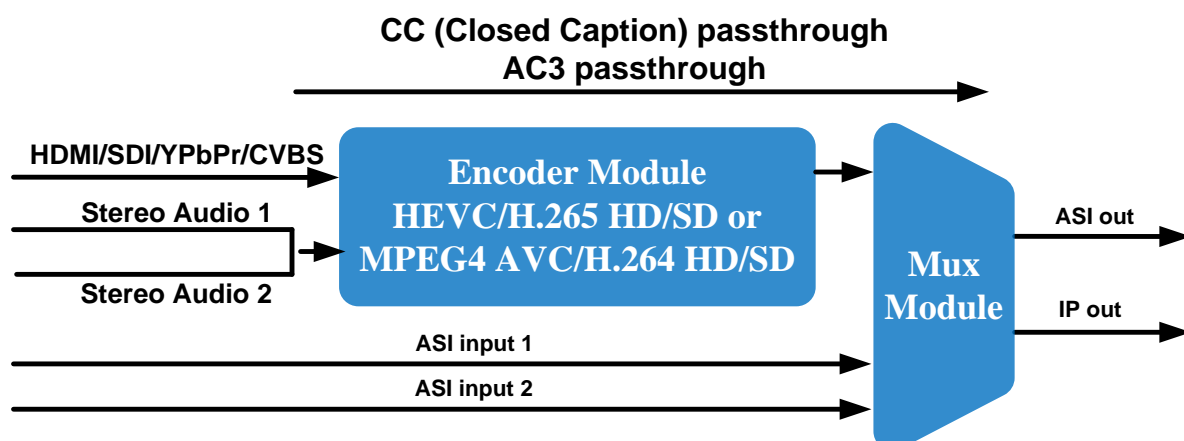 CC (Closed Caption) passthrough
AC3 passthrough
HDMI/SDI/YPbPr/CVBS
Stereo Audio 1
Stereo Audio 2
Encoder Module
HEVC/H.265 HD/SD or
MPEG4 AVC/H.264 HD/SD
ASI input 1
ASI input 2
Mux
Module
ASI out
IP out